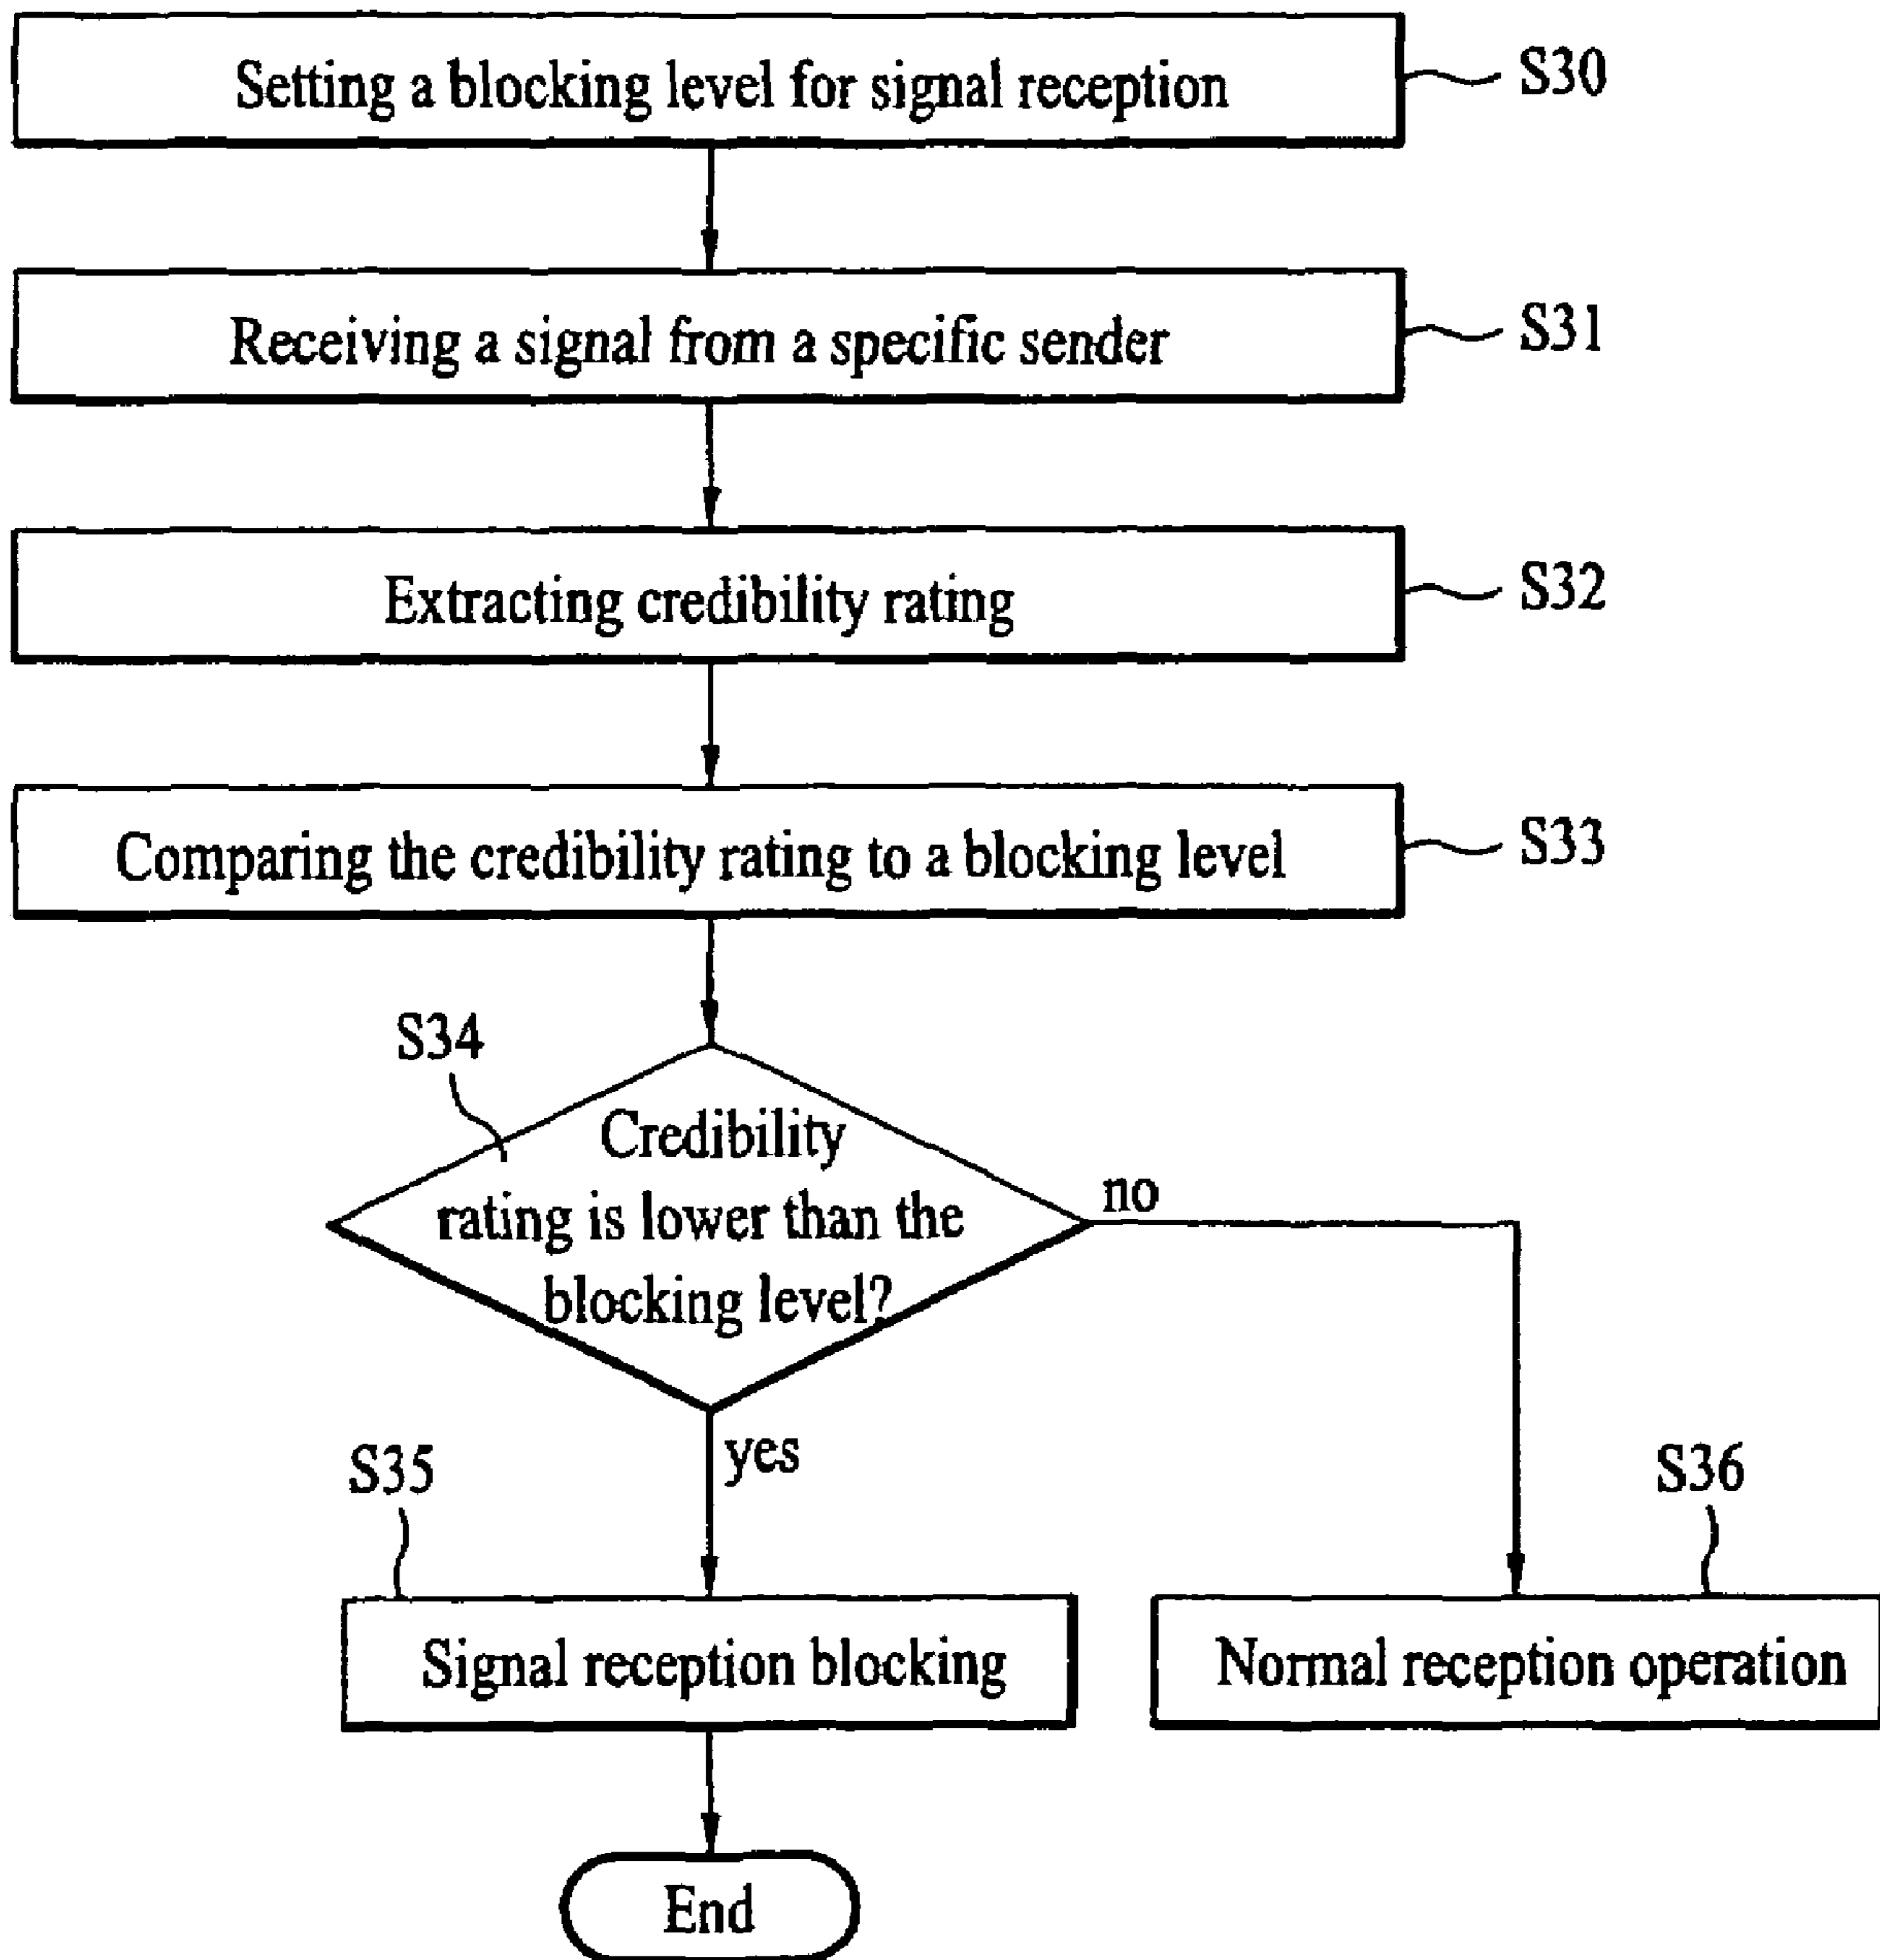 Setting a blocking level for signal reception
S30
Receiving a signal from a specific sender
S31
Extracting credibility rating
S32
Comparing the credibility rating to a blocking level
S33
S34
Credibility
rating is lower than the
blocking level?
no
yes
S35
S36
Signal reception blocking
Normal reception operation
End